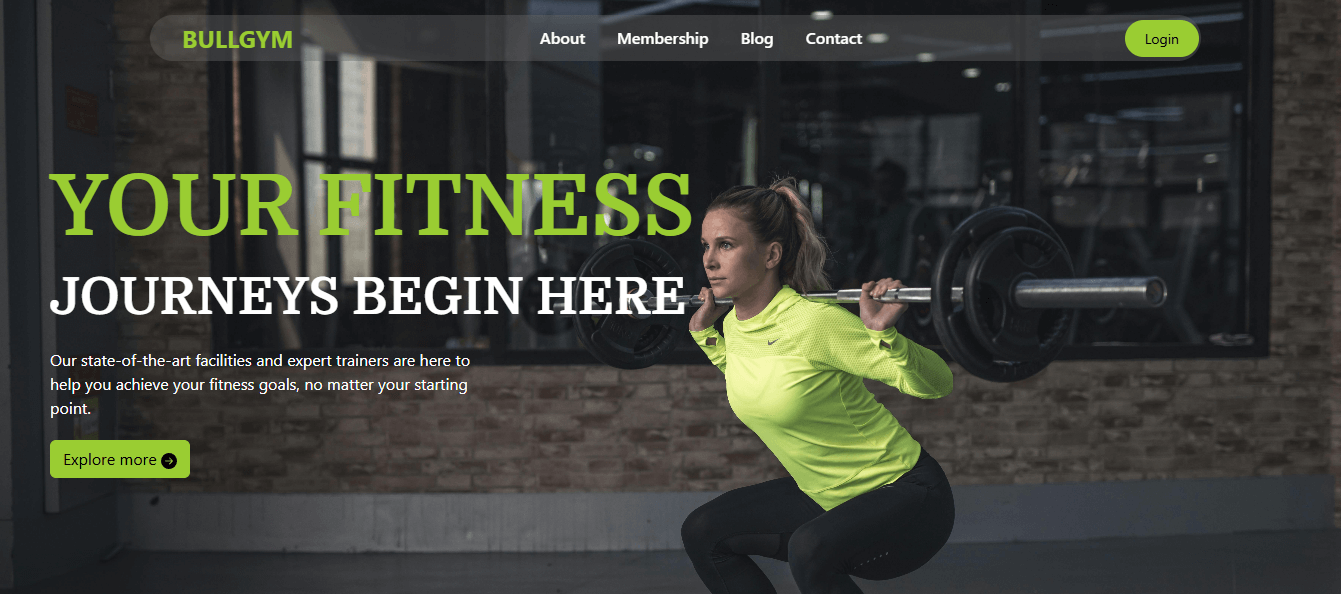 BULLGYM
About
Membership
Blog
Contact
Login
YOUR FITNESS
JOURNEYS BEGIN HERE
Our state-of-the-art facilities and expert trainers are here to
help you achieve your fitness goals, no matter your starting
point.
Explore more